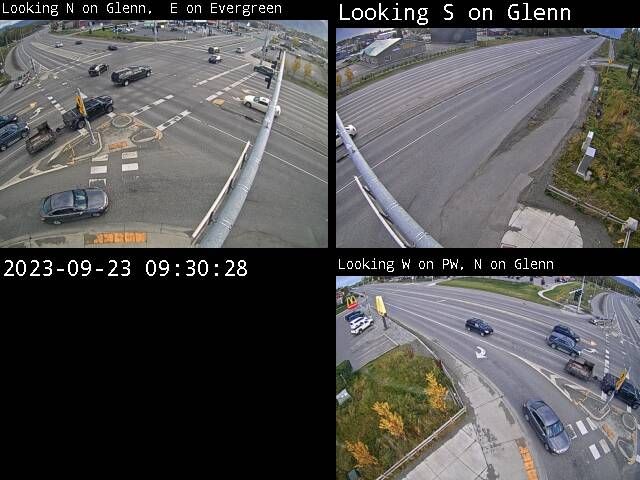 Looking N on Glenn,  E on Evergreen
Looking S on Glenn
2023-09-23 09:30:28
Looking W on PW, N on Glenn